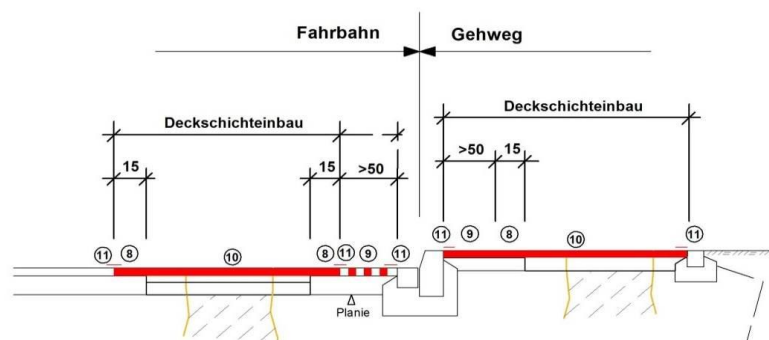 Fahrbahn Gehweg
Deckschichteinbau Deckschichteinbau
>50 15
15 15 >50
11 9 8 10 11
11 8 10 8 11 9 11
Planie